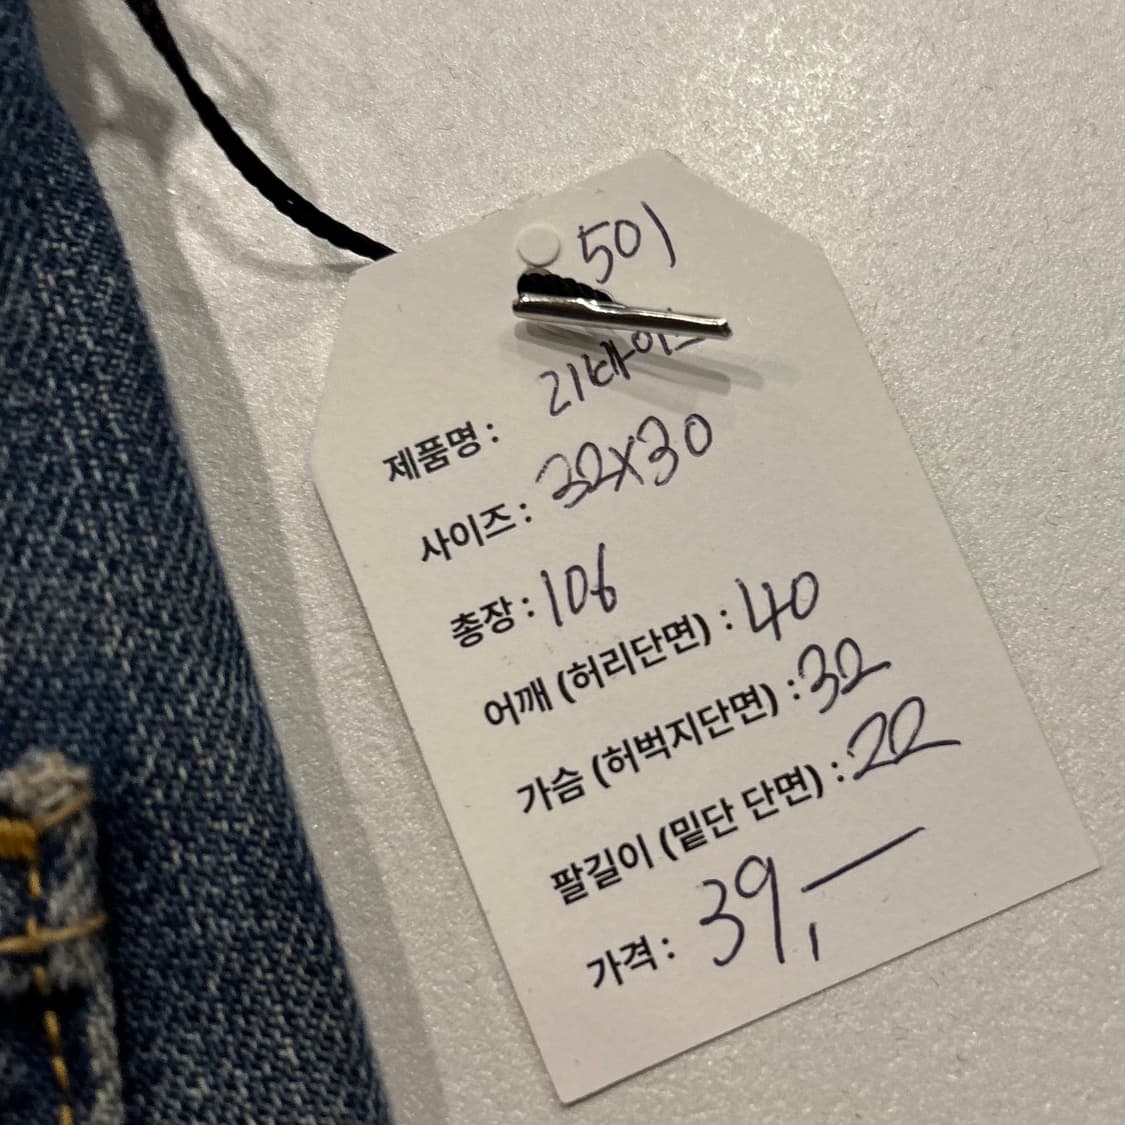 501
제품명 : 리바이스
사이즈 : 32x30
총장 : 106
어깨 (허리단면) : 40
가슴 (허벅지단면) : 32
팔길이 (밑단 단면) : 22
가격 : 39,—